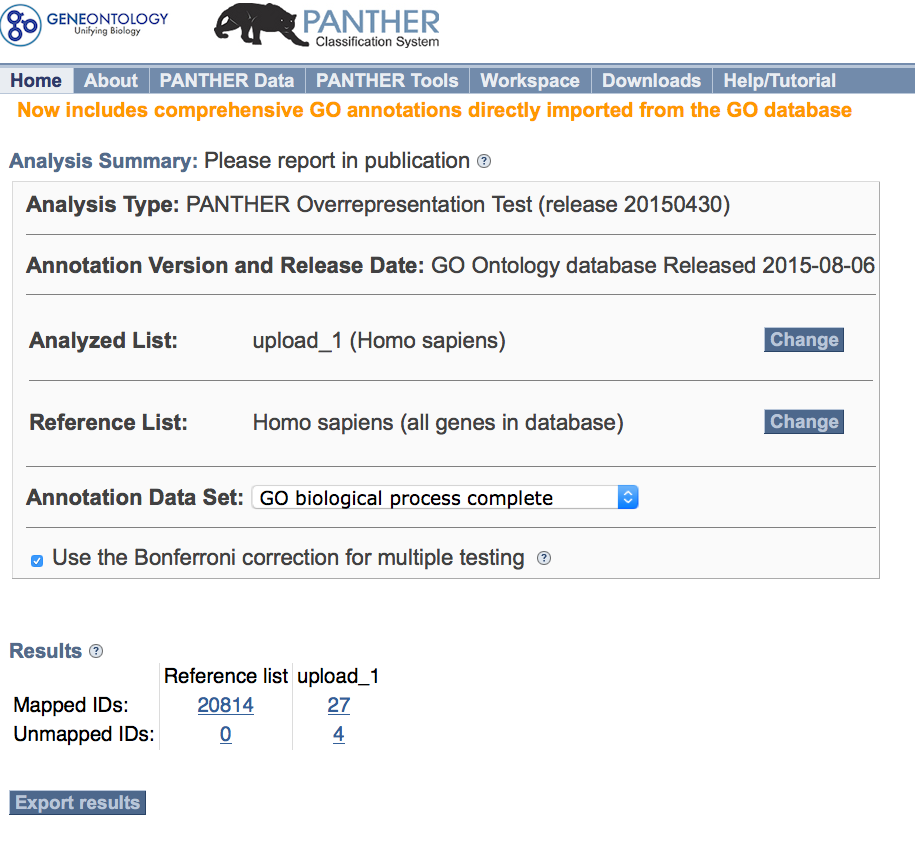 GENEONTOLOGY
Unifying Biology
PANTHER
Classification System
Home About PANTHER Data PANTHER Tools Workspace Downloads Help/Tutorial
Now includes comprehensive GO annotations directly imported from the GO database
Analysis Summary: Please report in publication ?
Analysis Type: PANTHER Overrepresentation Test (release 20150430)
Annotation Version and Release Date: GO Ontology database Released 2015-08-06
Analyzed List: upload_1 (Homo sapiens) Change
Reference List: Homo sapiens (all genes in database) Change
Annotation Data Set: GO biological process complete
Use the Bonferroni correction for multiple testing ?
Results ?
Reference list upload_1
Mapped IDs: 20814 27
Unmapped IDs: 0 4
Export results